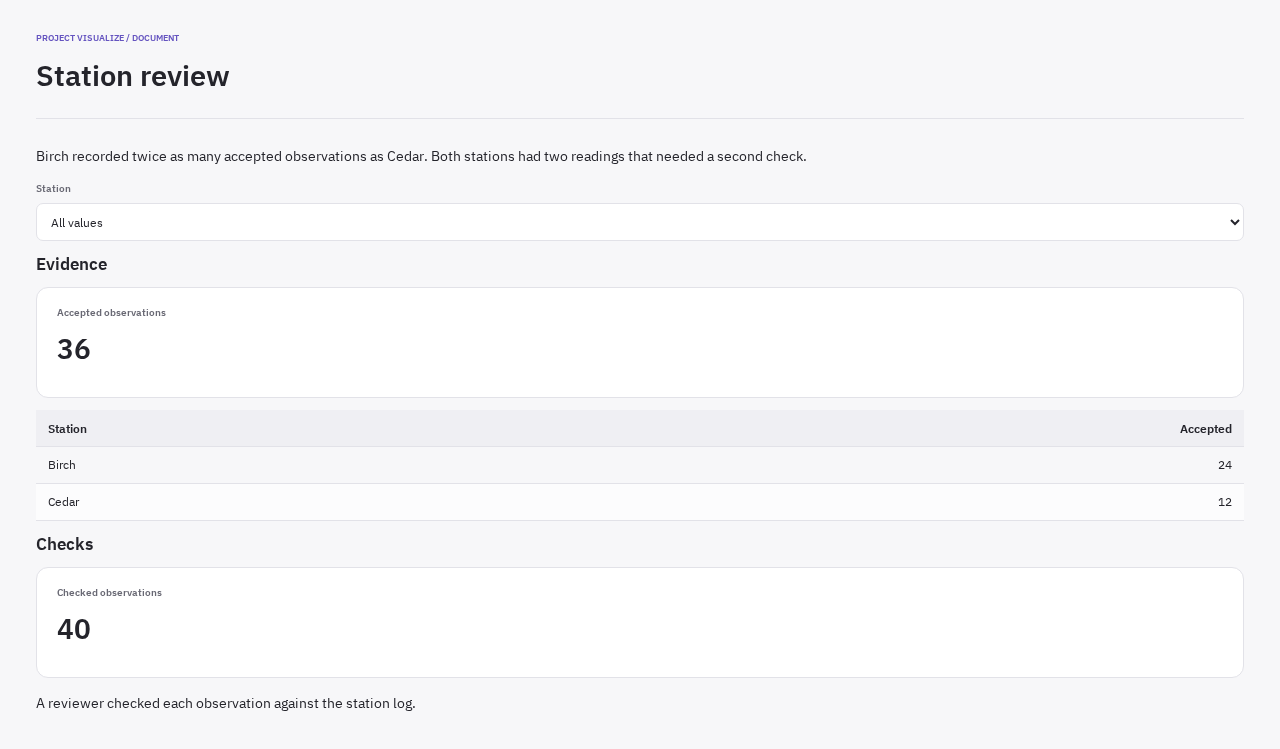 PROJECT VISUALIZE / DOCUMENT
Station review
Birch recorded twice as many accepted observations as Cedar. Both stations had two readings that needed a second check.
Station
All values
Evidence
Accepted observations
36
Station Accepted
Birch 24
Cedar 12
Checks
Checked observations
40
A reviewer checked each observation against the station log.